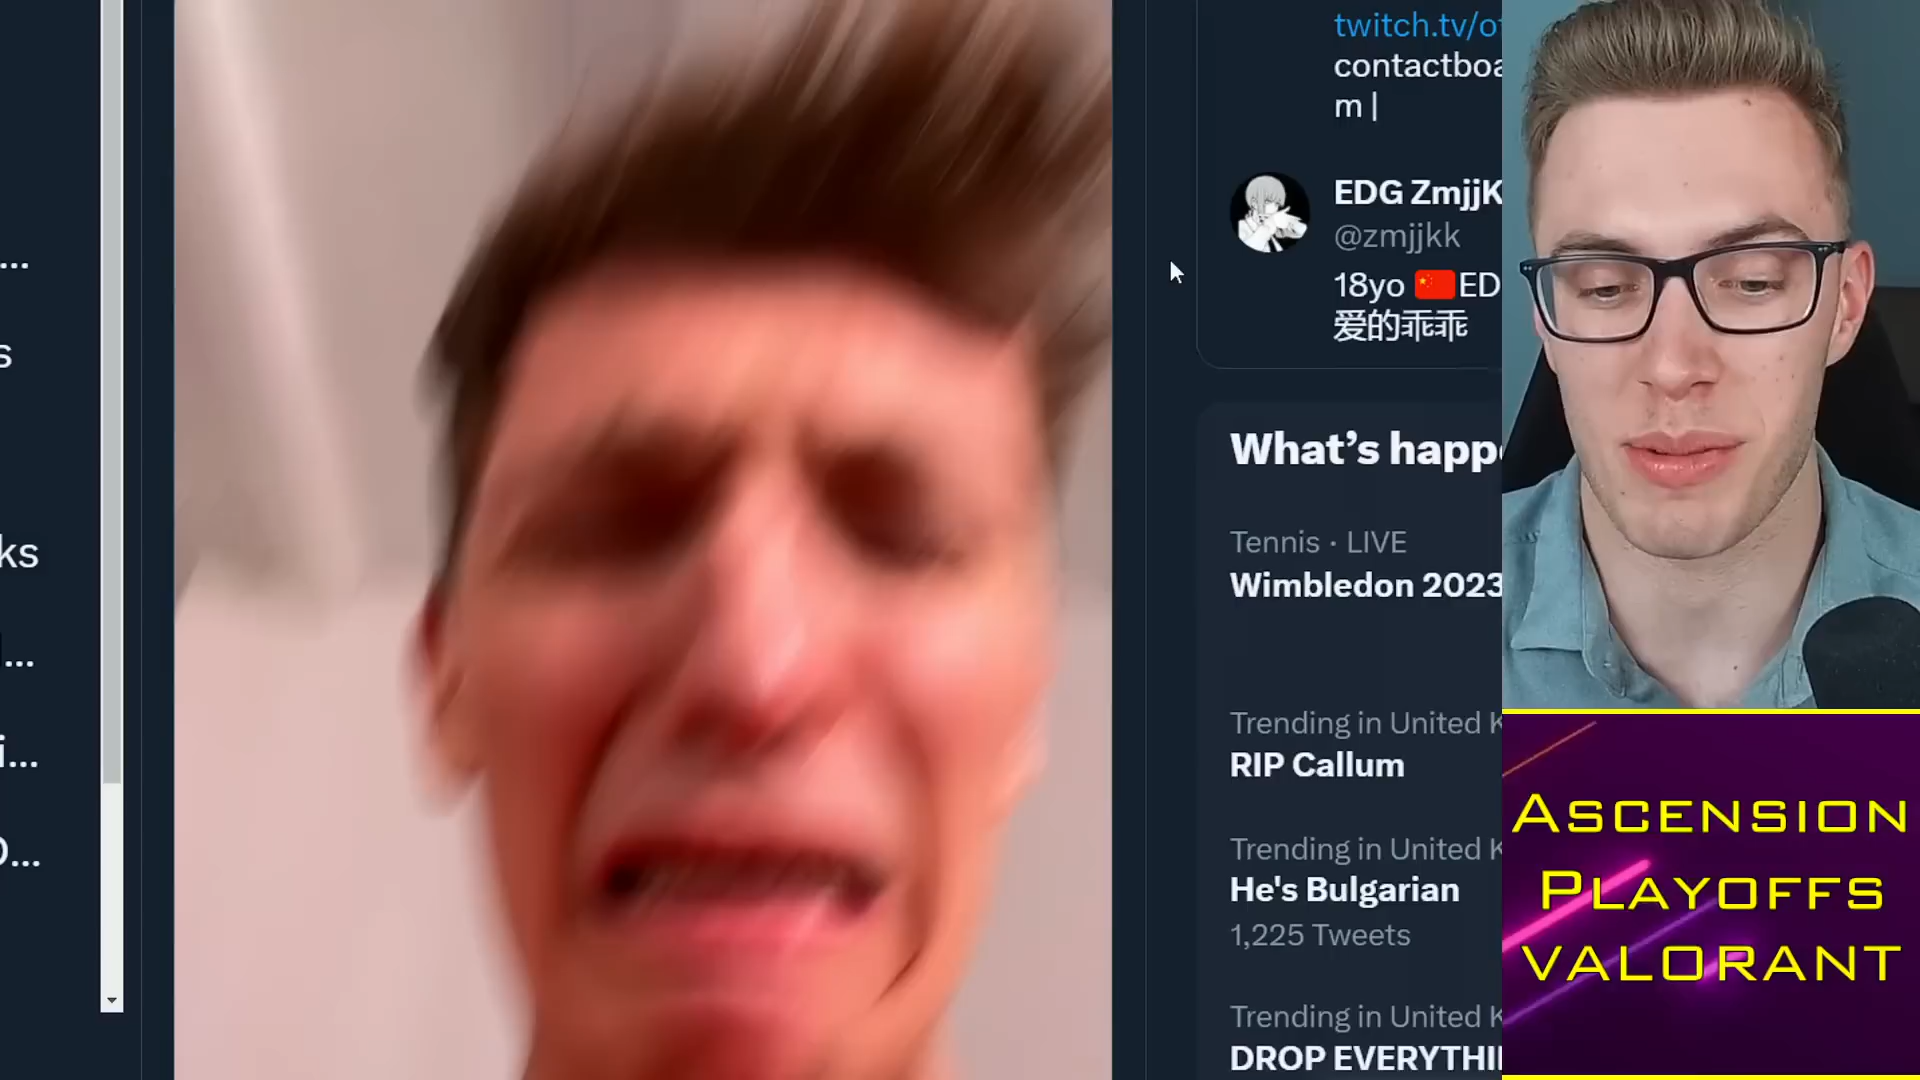 ...
s
ks
...
i...
...
twitch.tv/o
contactboa
m |
EDG ZmjjK
@zmjjkk
18yo 🇨🇳ED
爱的乖乖
What's happe
Tennis · LIVE
Wimbledon 2023
Trending in United K
RIP Callum
Trending in United K
He's Bulgarian
1,225 Tweets
Trending in United K
DROP EVERYTHI
ASCENSION
PLAYOFFS
VALORANT